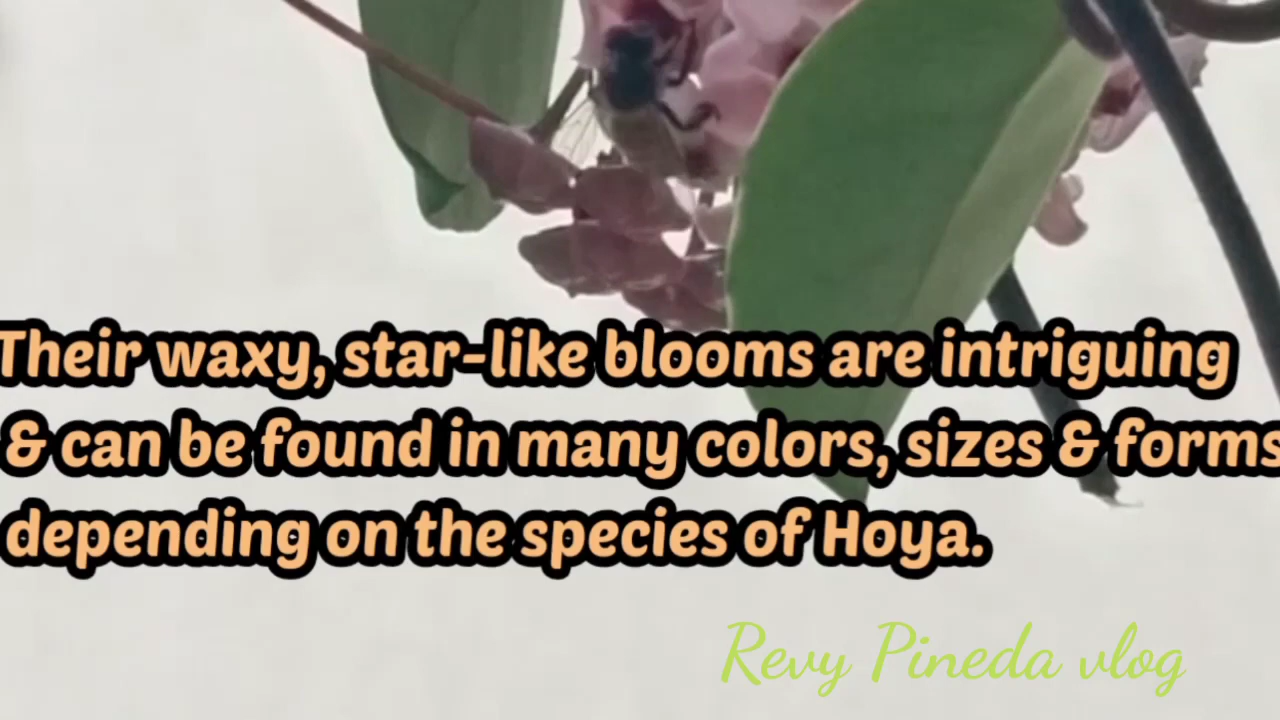 Their waxy, star-like blooms are intriguing
& can be found in many colors, sizes & forms
depending on the species of Hoya.
Revy Pineda vlog